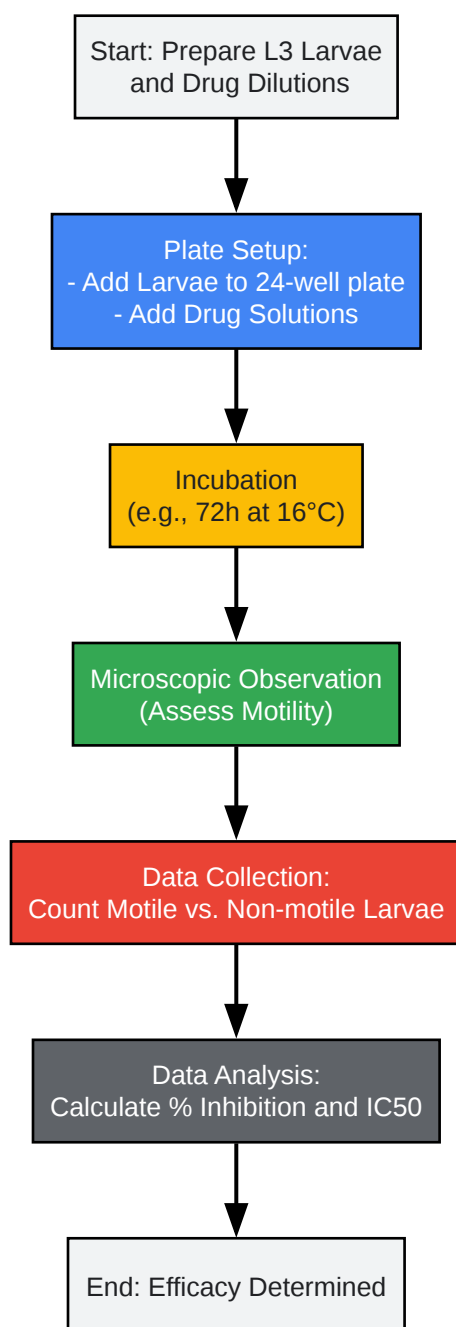 Start: Prepare L3 Larvae
and Drug Dilutions
Plate Setup:
- Add Larvae to 24-well plate
- Add Drug Solutions
Incubation
(e.g., 72h at 16°C)
Microscopic Observation
(Assess Motility)
Data Collection:
Count Motile vs. Non-motile Larvae
Data Analysis:
Calculate % Inhibition and IC50
End: Efficacy Determined